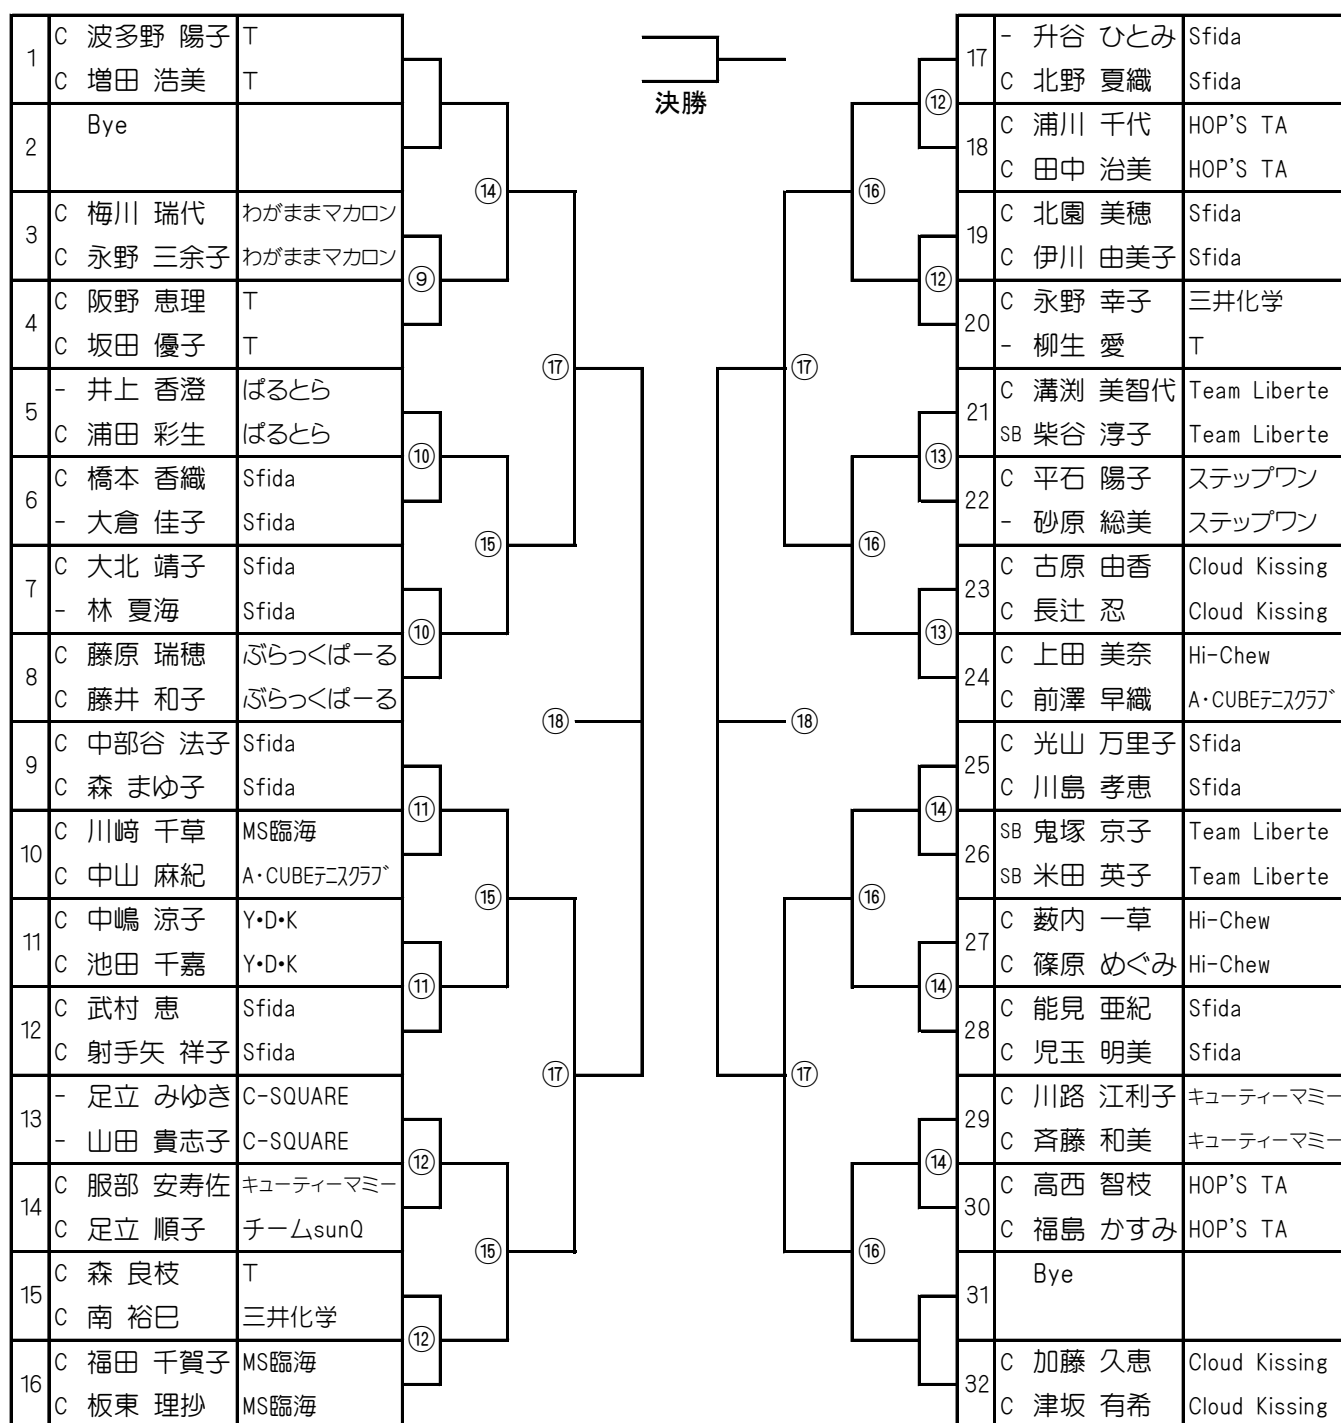 1
C 波多野 陽子 T
C 増田 浩美 T
2
Bye
3
C 梅川 瑞代 わがままマカロン
C 永野 三余子 わがままマカロン
4
C 阪野 恵理 T
C 坂田 優子 T
5
- 井上 香澄 ぱるとら
C 浦田 彩生 ぱるとら
6
C 橋本 香織 Sfida
- 大倉 佳子 Sfida
7
C 大北 靖子 Sfida
- 林 夏海 Sfida
8
C 藤原 瑞穂 ぶらっくぱーる
C 藤井 和子 ぶらっくぱーる
9
C 中部谷 法子 Sfida
C 森 まゆ子 Sfida
10
C 川﨑 千草 MS臨海
C 中山 麻紀 A・CUBEテニスクラブ
11
C 中嶋 涼子 Y・D・K
C 池田 千嘉 Y・D・K
12
C 武村 恵 Sfida
C 射手矢 祥子 Sfida
13
- 足立 みゆき C-SQUARE
- 山田 貴志子 C-SQUARE
14
C 服部 安寿佐 キューティーマミー
C 足立 順子 チームsunQ
15
C 森 良枝 T
C 南 裕巳 三井化学
16
C 福田 千賀子 MS臨海
C 板東 理抄 MS臨海
⑨
⑩
⑩
⑪
⑪
⑫
⑫
⑭
⑮
⑮
⑮
⑰
⑰
⑱
決勝
⑱
⑰
⑰
⑯
⑯
⑯
⑯
⑫
⑫
⑬
⑬
⑭
⑭
⑭
17
- 升谷 ひとみ Sfida
C 北野 夏織 Sfida
18
C 浦川 千代 HOP'S TA
C 田中 治美 HOP'S TA
19
C 北園 美穂 Sfida
C 伊川 由美子 Sfida
20
C 永野 幸子 三井化学
- 柳生 愛 T
21
C 溝渕 美智代 Team Liberte
SB 柴谷 淳子 Team Liberte
22
C 平石 陽子 ステップワン
- 砂原 総美 ステップワン
23
C 古原 由香 Cloud Kissing
C 長辻 忍 Cloud Kissing
24
C 上田 美奈 Hi-Chew
C 前澤 早織 A・CUBEテニスクラブ
25
C 光山 万里子 Sfida
C 川島 孝恵 Sfida
26
SB 鬼塚 京子 Team Liberte
SB 米田 英子 Team Liberte
27
C 薮内 一草 Hi-Chew
C 篠原 めぐみ Hi-Chew
28
C 能見 亜紀 Sfida
C 児玉 明美 Sfida
29
C 川路 江利子 キューティーマミー
C 斉藤 和美 キューティーマミー
30
C 高西 智枝 HOP'S TA
C 福島 かすみ HOP'S TA
31
Bye
32
C 加藤 久恵 Cloud Kissing
C 津坂 有希 Cloud Kissing